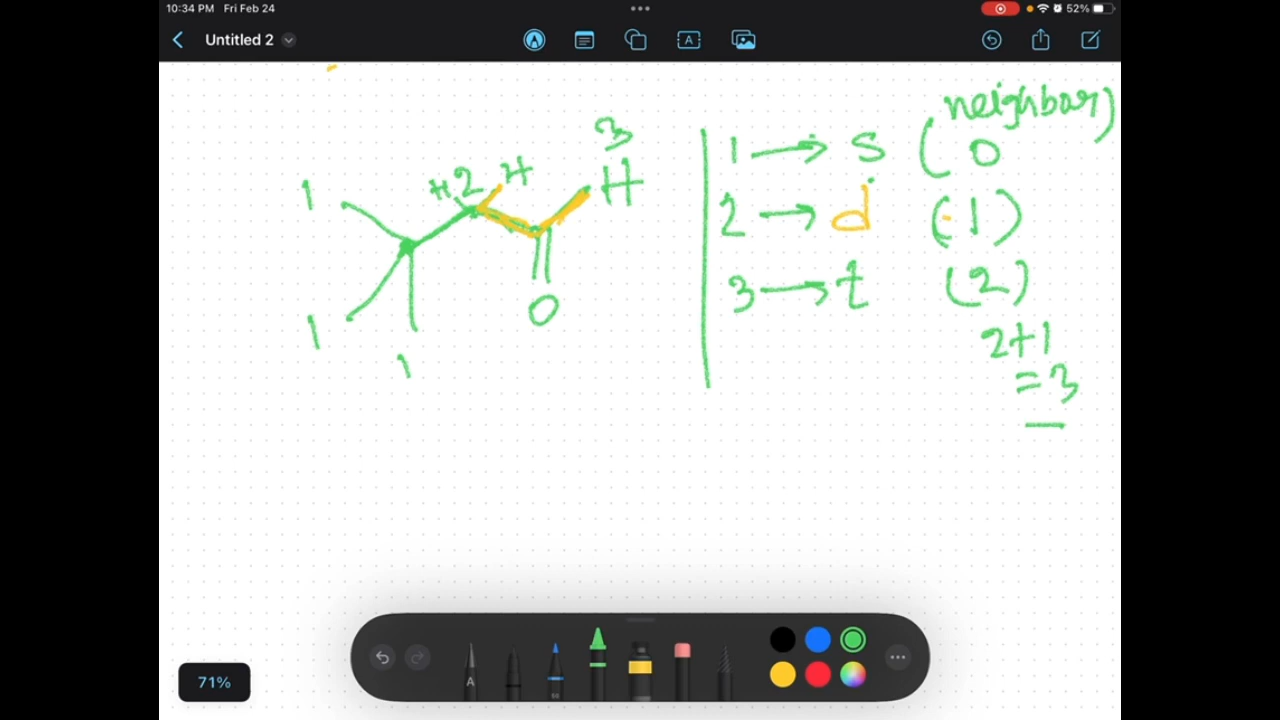 10:34 PM Fri Feb 24
52%
Untitled 2
A
(neighbar)
1 → s ( 0
2 → d (1)
3 → t (2)
2+1
=3
3
H 2 H H
1
O
1
1
A
71%